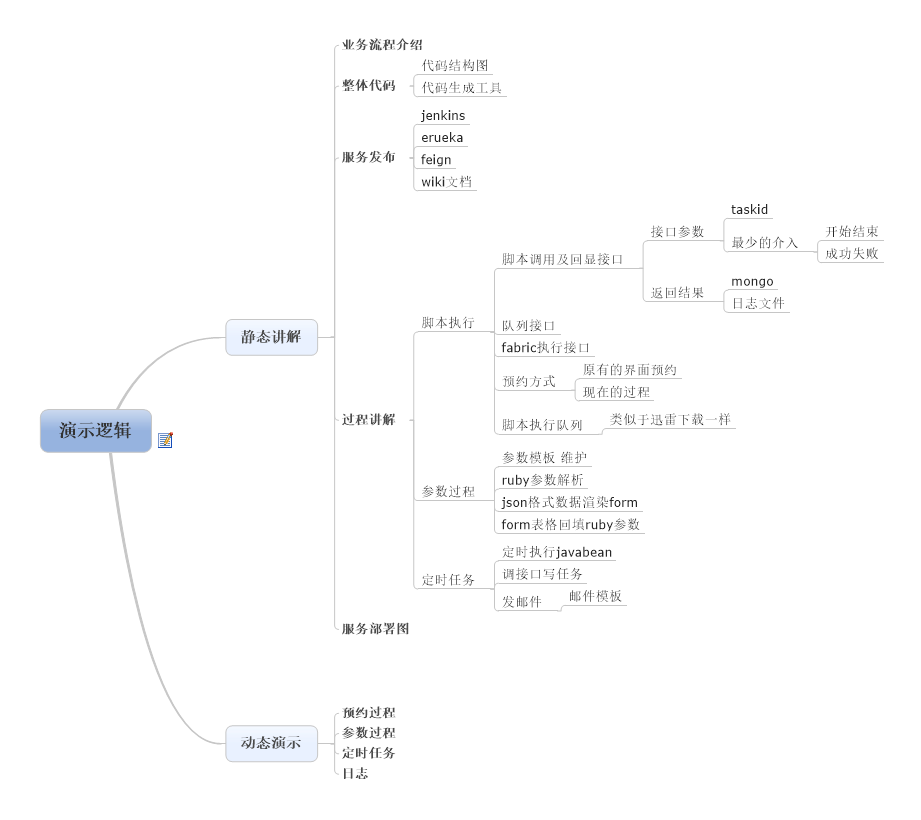 演示逻辑
静态讲解
业务流程介绍
整体代码
代码结构图
代码生成工具
服务发布
jenkins
erueka
feign
wiki文档
过程讲解
脚本执行
脚本调用及回显接口
接口参数
taskid
最少的介入
开始结束
成功失败
返回结果
mongo
日志文件
队列接口
fabric执行接口
预约方式
原有的界面预约
现在的过程
脚本执行队列
类似于迅雷下载一样
参数过程
参数模板 维护
ruby参数解析
json格式数据渲染form
form表格回填ruby参数
定时任务
定时执行javabean
调接口写任务
发邮件
邮件模板
服务部署图
动态演示
预约过程
参数过程
定时任务
日志